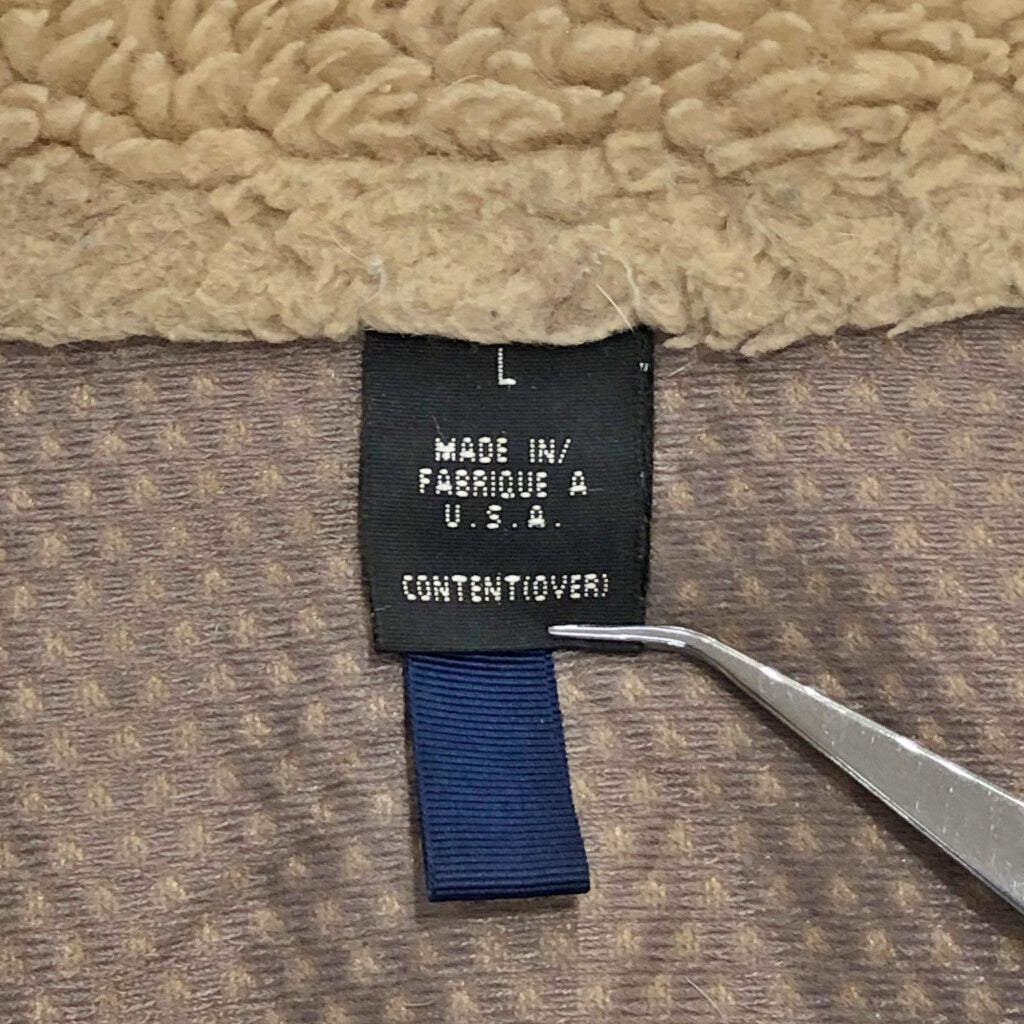 L
MADE IN/
FABRIQUE A
U.S.A.
CONTENT(OVER)